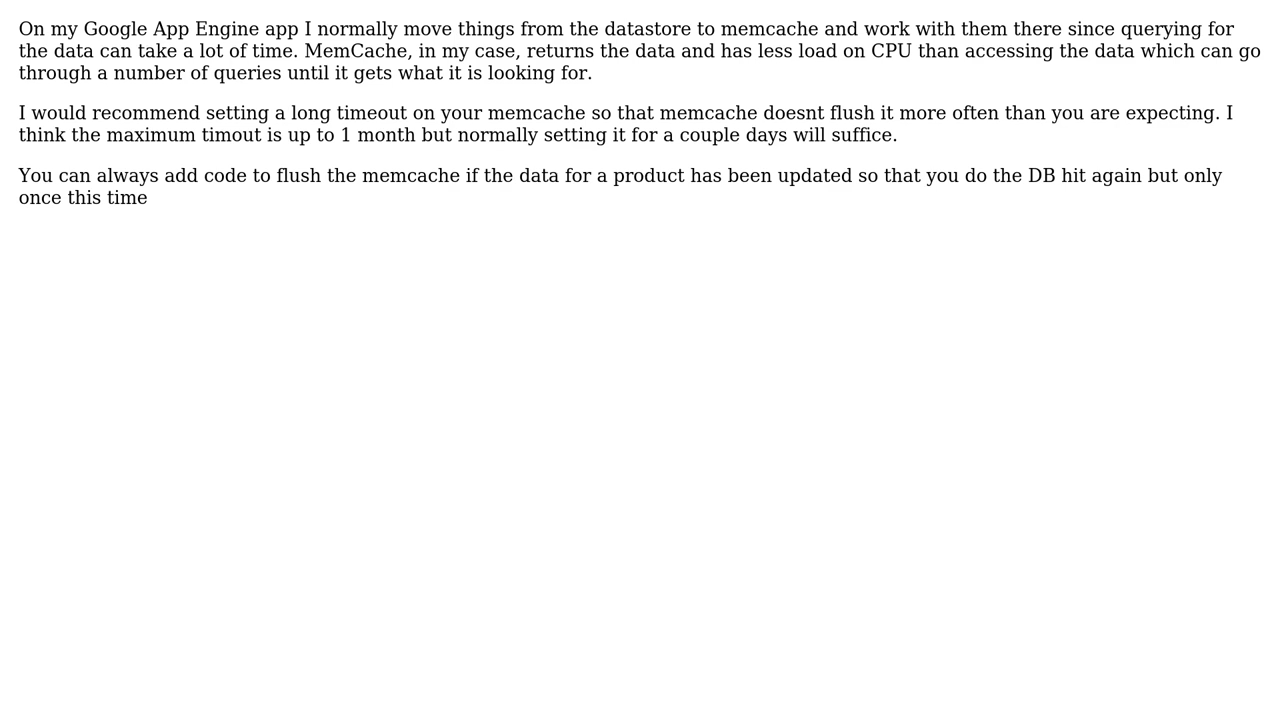 On my Google App Engine app I normally move things from the datastore to memcache and work with them there since querying for
the data can take a lot of time. MemCache, in my case, returns the data and has less load on CPU than accessing the data which can go
through a number of queries until it gets what it is looking for.
I would recommend setting a long timeout on your memcache so that memcache doesnt flush it more often than you are expecting. I
think the maximum timout is up to 1 month but normally setting it for a couple days will suffice.
You can always add code to flush the memcache if the data for a product has been updated so that you do the DB hit again but only
once this time